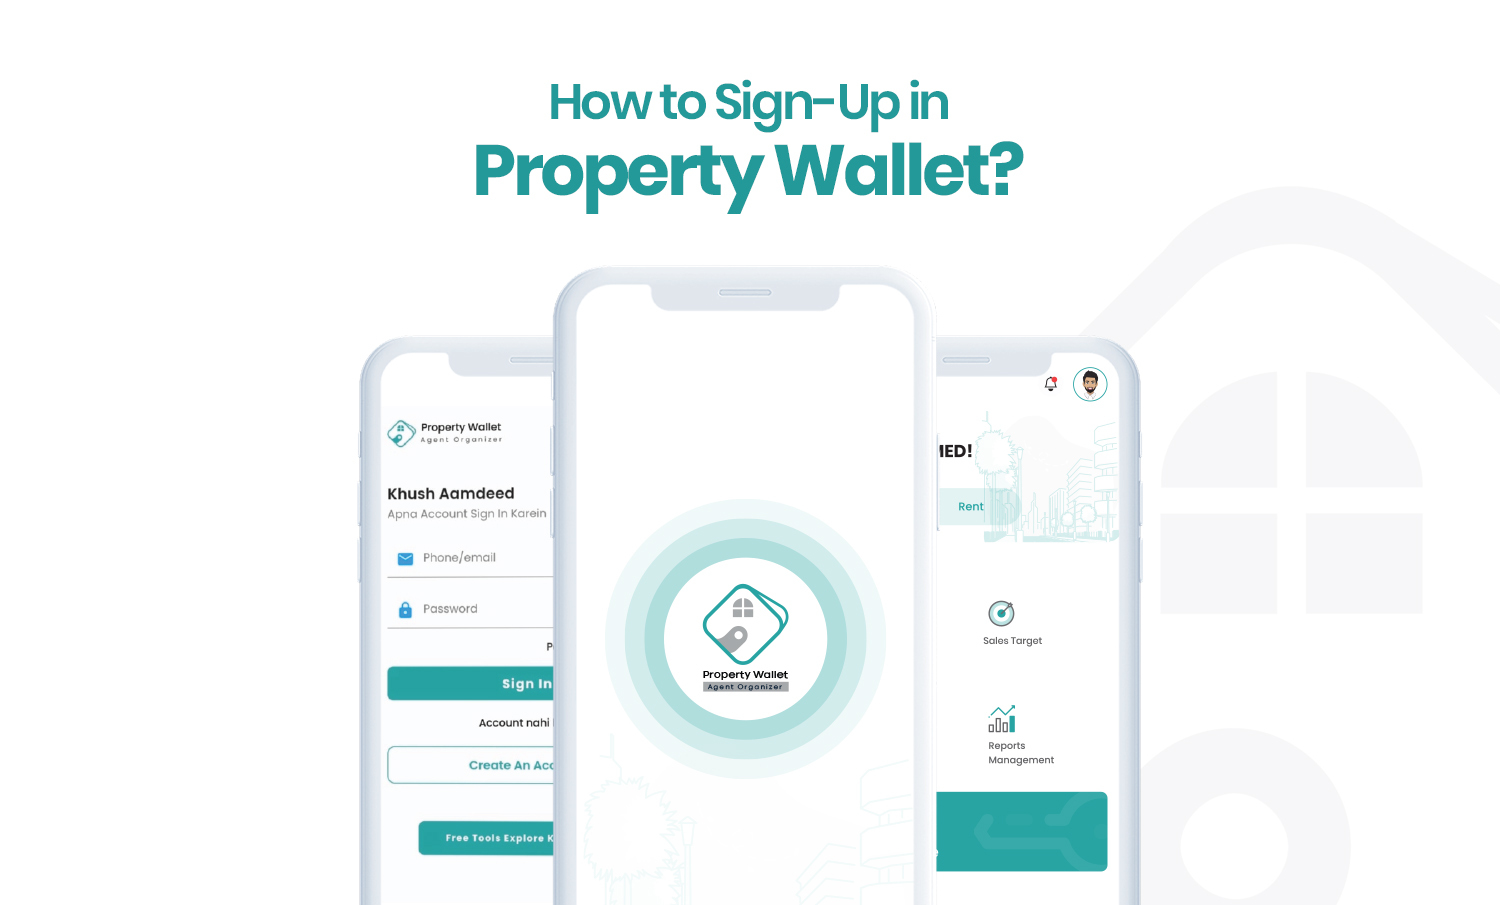 How to Sign-Up in
Property Wallet?
Property Wallet
Agent Organizer
Khush Aamdeed
Apna Account Sign In Karein
Phone/email
Password
Sign In
Account nahi
Create An
Free Tools Explore
Property Wallet
Agent Organizer
Rent
Sales Target
Reports
Management